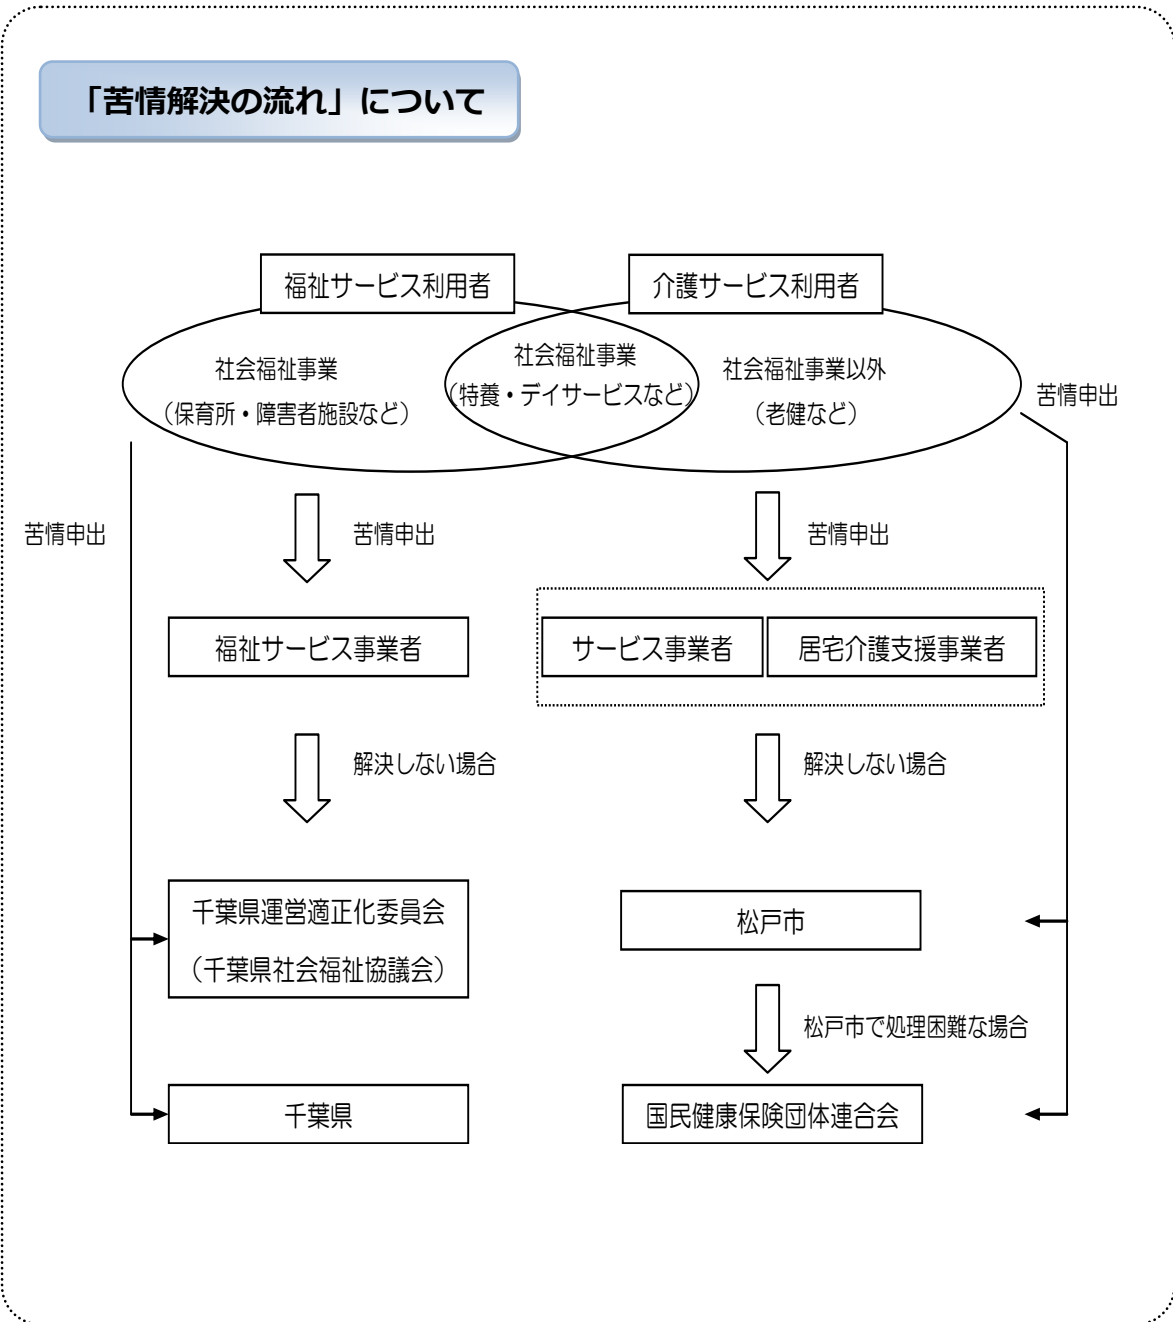 「苦情解決の流れ」について
福祉サービス利用者
介護サービス利用者
社会福祉事業
（保育所・障害者施設など）
社会福祉事業
（特養・デイサービスなど）
社会福祉事業以外
（老健など）
苦情申出
苦情申出
苦情申出
苦情申出
福祉サービス事業者
サービス事業者
居宅介護支援事業者
解決しない場合
解決しない場合
千葉県運営適正化委員会
（千葉県社会福祉協議会）
松戸市
松戸市で処理困難な場合
千葉県
国民健康保険団体連合会